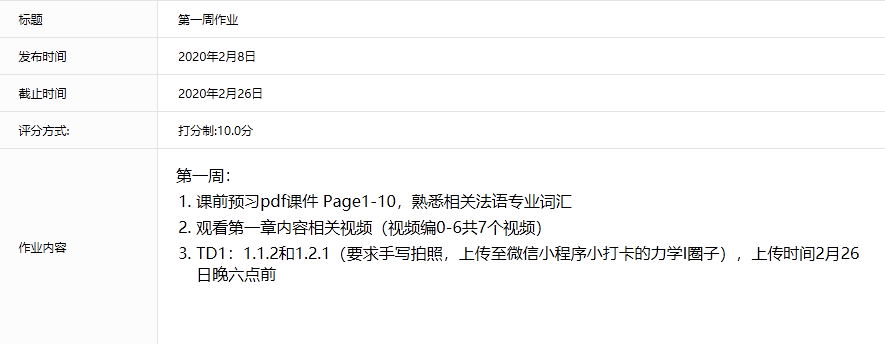 标题 第一周作业
发布时间 2020年2月8日
截止时间 2020年2月26日
评分方式: 打分制:10.0分
作业内容
第一周：
1. 课前预习pdf课件 Page1-10，熟悉相关法语专业词汇
2. 观看第一章内容相关视频（视频编0-6共7个视频）
3. TD1：1.1.2和1.2.1（要求手写拍照，上传至微信小程序小打卡的力学I圈子），上传时间2月26
日晚六点前